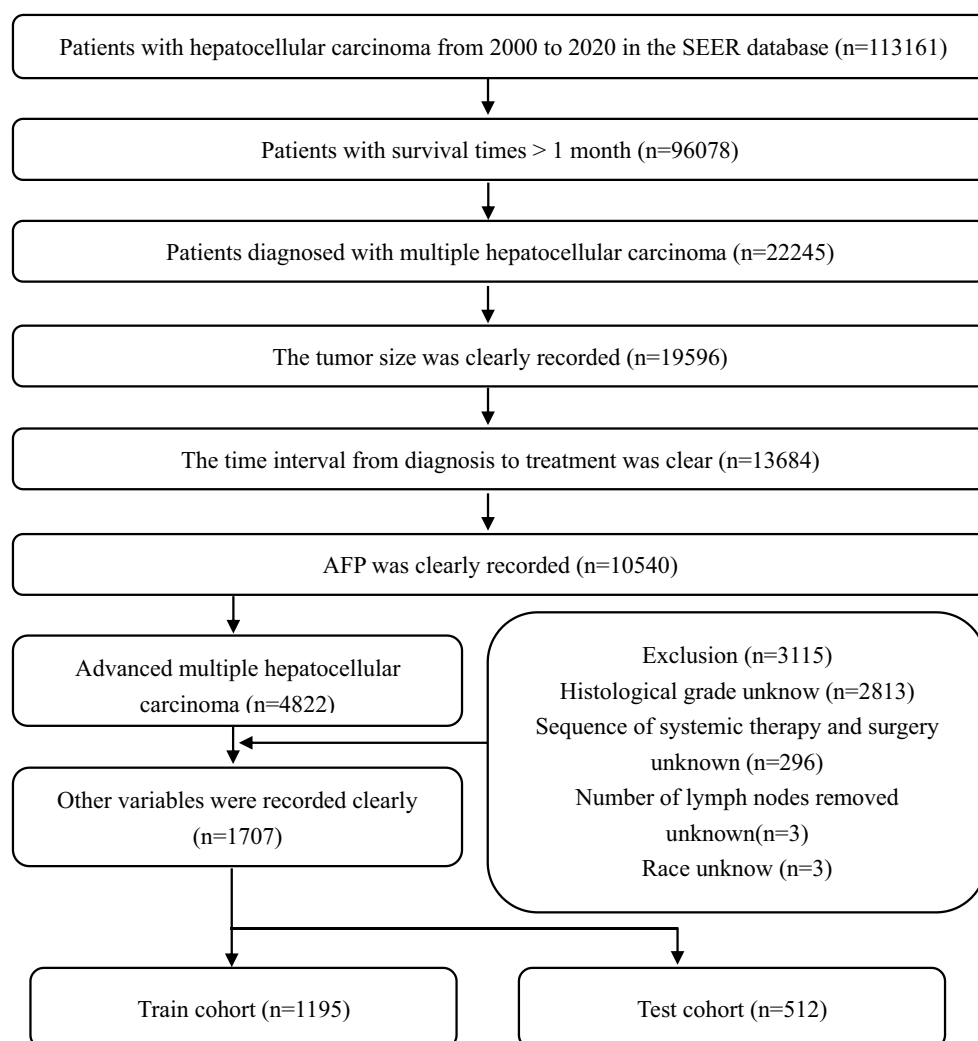 Patients with hepatocellular carcinoma from 2000 to 2020 in the SEER database (n=113161)
Patients with survival times > 1 month (n=96078)
Patients diagnosed with multiple hepatocellular carcinoma (n=22245)
The tumor size was clearly recorded (n=19596)
The time interval from diagnosis to treatment was clear (n=13684)
AFP was clearly recorded (n=10540)
Advanced multiple hepatocellular
carcinoma (n=4822)
Exclusion (n=3115)
Histological grade unknow (n=2813)
Sequence of systemic therapy and surgery
unknown (n=296)
Number of lymph nodes removed
unknown(n=3)
Race unknow (n=3)
Other variables were recorded clearly
(n=1707)
Train cohort (n=1195)
Test cohort (n=512)